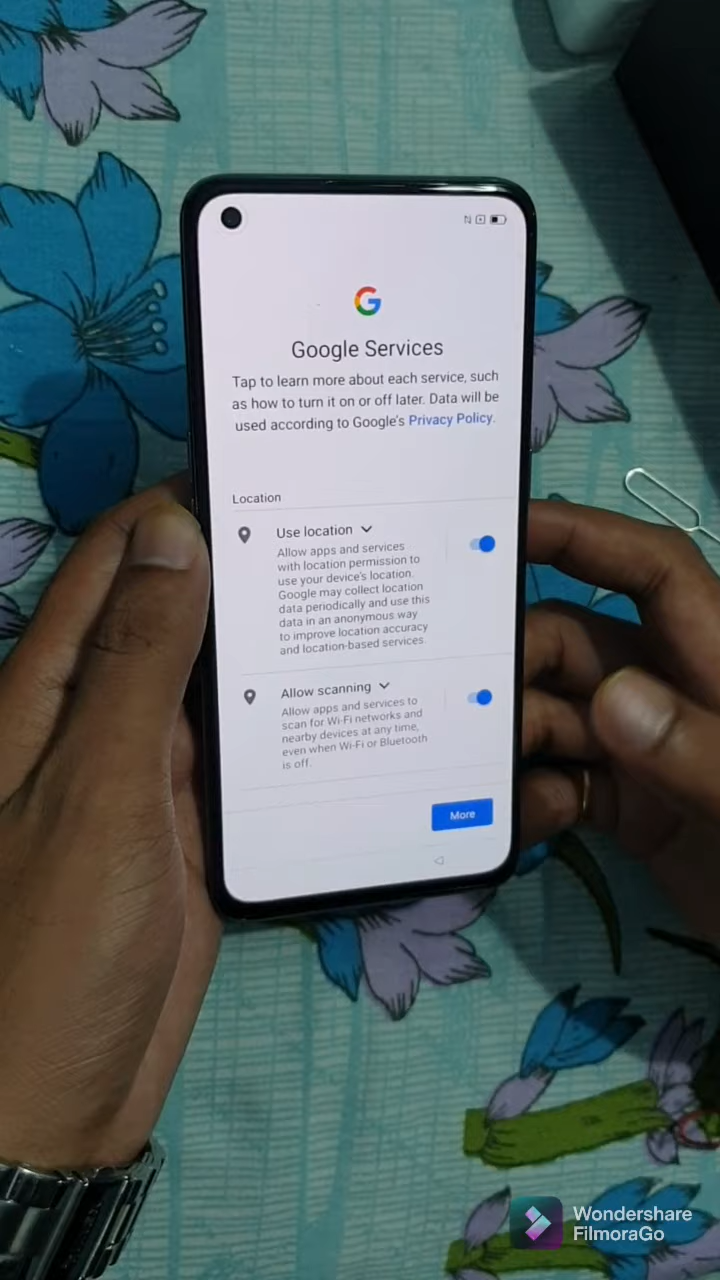 Google Services
Tap to learn more about each service, such
as how to turn it on or off later. Data will be
used according to Google's Privacy Policy.
Location
Use location
Allow apps and services
with location permission to
use your device's location.
Google may collect location
data periodically and use this
data in an anonymous way
to improve location accuracy
and location-based services.
Allow scanning
Allow apps and services to
scan for Wi-Fi networks and
nearby devices at any time,
even when Wi-Fi or Bluetooth
is off.
More
Wondershare
FilmoraGo